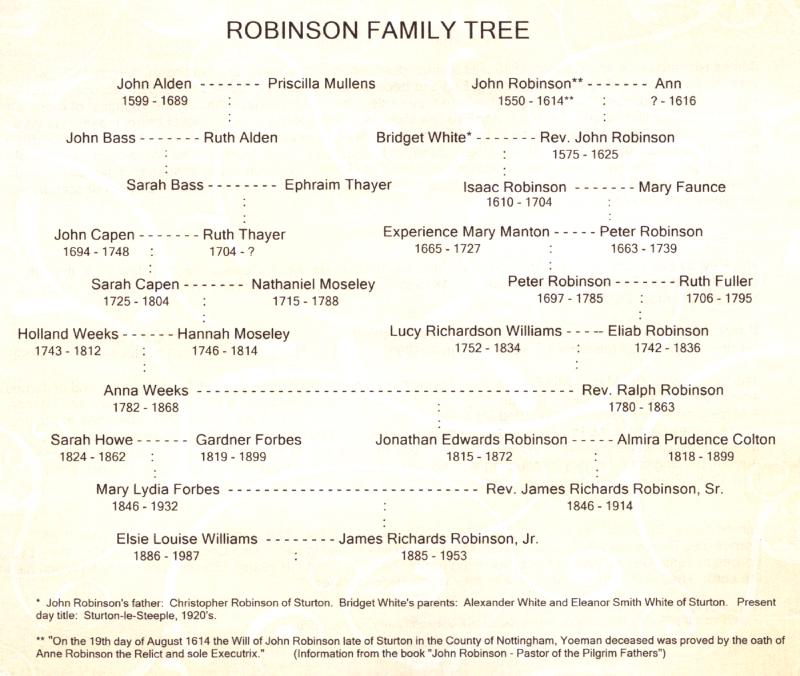 ROBINSON FAMILY TREE
John Alden - - - - - - - Priscilla Mullens John Robinson** - - - - - - - Ann
1599 - 1689 : 1550 - 1614** : ? - 1616
:
John Bass - - - - - - - Ruth Alden Bridget White* - - - - - - - Rev. John Robinson
: : 1575 - 1625
: :
Sarah Bass - - - - - - - - Ephraim Thayer Isaac Robinson - - - - - - - Mary Faunce
: 1610 - 1704 :
: :
John Capen - - - - - - - Ruth Thayer Experience Mary Manton - - - - - Peter Robinson
1694 - 1748 : 1704 - ? 1665 - 1727 : 1663 - 1739
: :
Sarah Capen - - - - - - - Nathaniel Moseley Peter Robinson - - - - - - - Ruth Fuller
1725 - 1804 : 1715 - 1788 1697 - 1785 : 1706 - 1795
: :
Holland Weeks - - - - - - Hannah Moseley Lucy Richardson Williams - - - -- Eliab Robinson
1743 - 1812 : 1746 - 1814 1752 - 1834 : 1742 - 1836
: :
Anna Weeks - - - - - - - - - - - - - - - - - - - - - - - - - - - - - - - - - - - - - - - - - - Rev. Ralph Robinson
1782 - 1868 : 1780 - 1863
:
Sarah Howe - - - - - - Gardner Forbes Jonathan Edwards Robinson - - - - - Almira Prudence Colton
1824 - 1862 : 1819 - 1899 1815 - 1872 : 1818 - 1899
: :
Mary Lydia Forbes - - - - - - - - - - - - - - - - - - - - - - - - - - - - Rev. James Richards Robinson, Sr.
1846 - 1932 : 1846 - 1914
:
Elsie Louise Williams - - - - - - - - James Richards Robinson, Jr.
1886 - 1987 : 1885 - 1953
* John Robinson's father: Christopher Robinson of Sturton. Bridget White's parents: Alexander White and Eleanor Smith White of Sturton. Present
day title: Sturton-le-Steeple, 1920's.
** "On the 19th day of August 1614 the Will of John Robinson late of Sturton in the County of Nottingham, Yoeman deceased was proved by the oath of
Anne Robinson the Relict and sole Executrix." (Information from the book "John Robinson - Pastor of the Pilgrim Fathers")